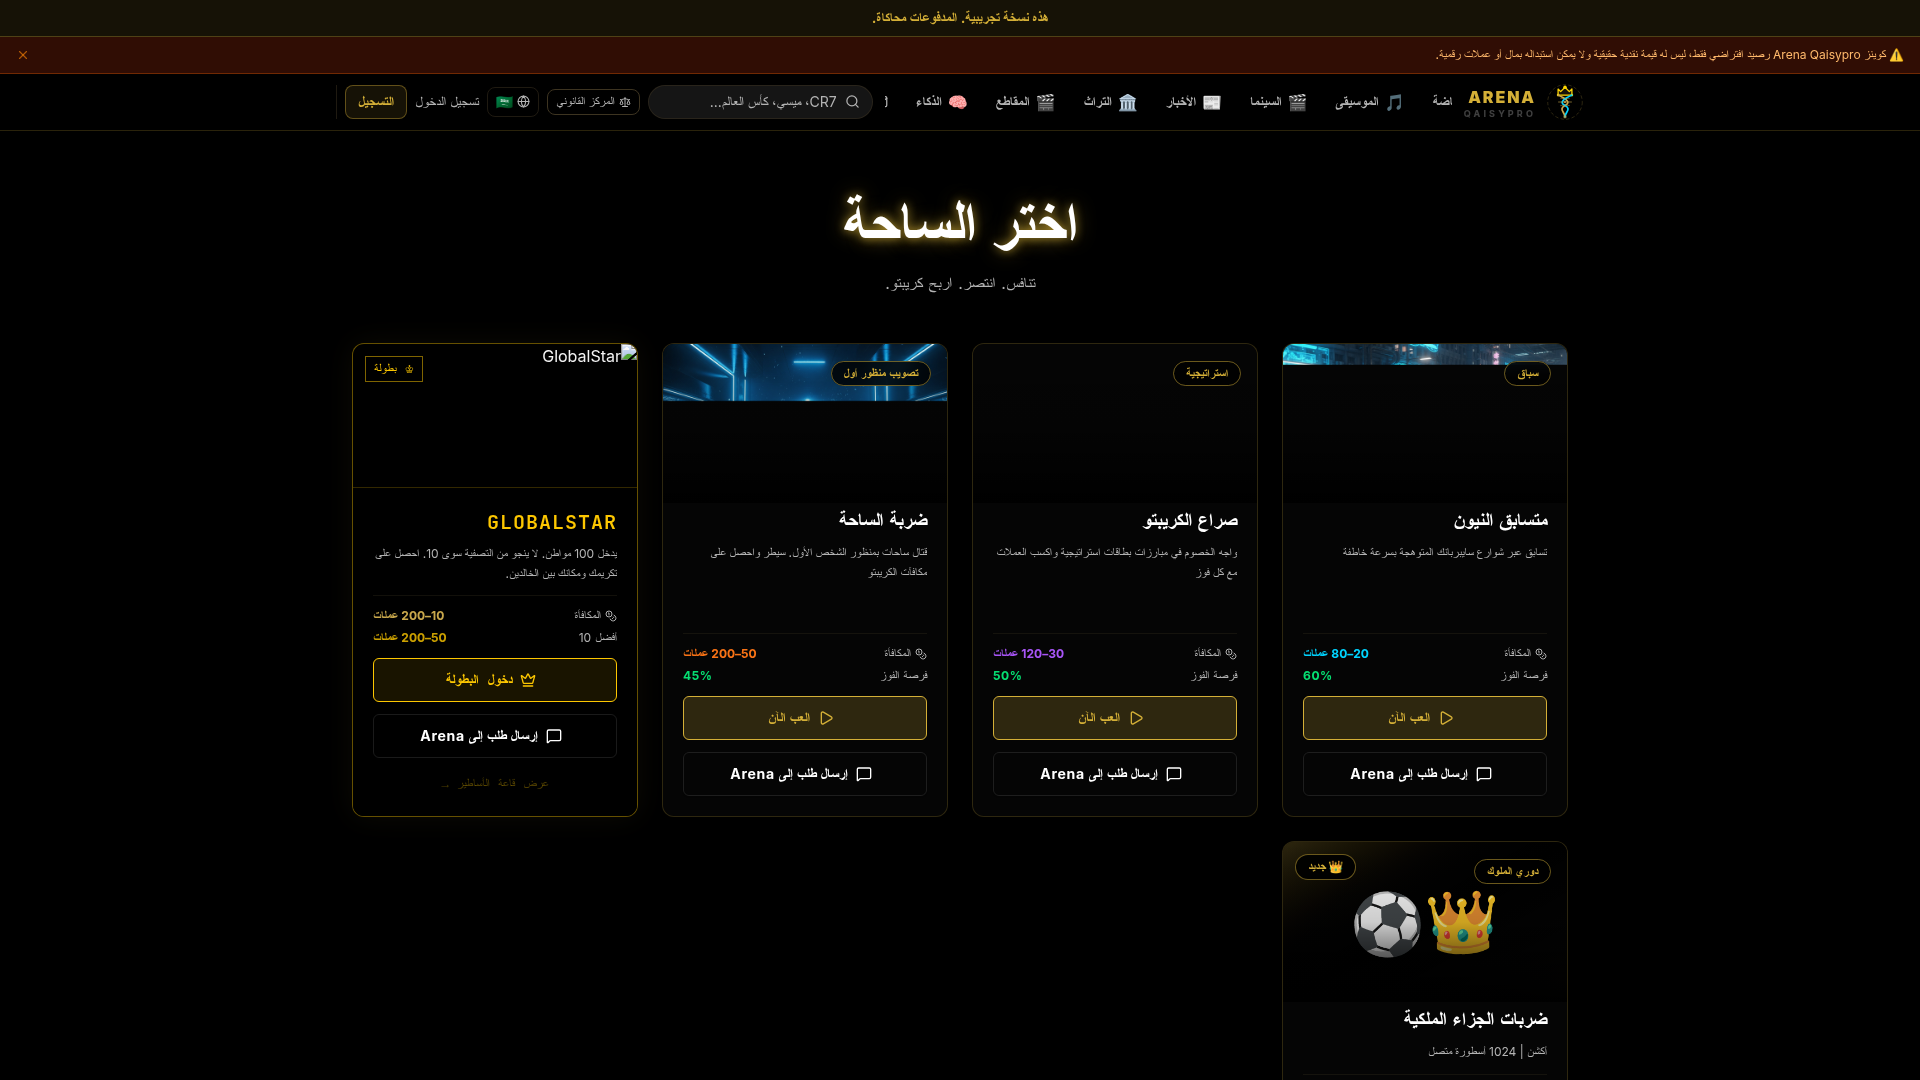 هذه نسخة تجريبية. المدفوعات محاكاة.
⚠️ كوينز Arena Qaisypro رصيد افتراضي فقط، ليس له قيمة نقدية حقيقية ولا يمكن استبداله بمال أو عملات رقمية.
ARENA
QAISYPRO
اضة
الموسيقى
السينما
الأخبار
التراث
المقاطع
الذكاء
CR7، ميسي، كأس العالم...
المركز القانوني
تسجيل الدخول
التسجيل
اختر الساحة
تنافس. انتصر. اربح كريبتو.
سباق
متسابق النيون
تسابق عبر شوارع سايبربانك المتوهجة بسرعة خاطفة
المكافأة
20–80 عملات
فرصة الفوز
60%
العب الآن
إرسال طلب إلى Arena
استراتيجية
صراع الكريبتو
واجه الخصوم في مبارزات بطاقات استراتيجية واكسب العملات
مع كل فوز
المكافأة
30–120 عملات
فرصة الفوز
50%
العب الآن
إرسال طلب إلى Arena
تصويب منظور أول
ضربة الساحة
قتال ساحات بمنظور الشخص الأول. سيطر واحصل على
مكافآت الكريبتو
المكافأة
50–200 عملات
فرصة الفوز
45%
العب الآن
إرسال طلب إلى Arena
GlobalStar
♔ بطولة
GLOBALSTAR
يدخل 100 مواطن. لا ينجو من التصفية سوى 10. احصل على
تكريمك ومكانك بين الخالدين.
المكافأة
10–200 عملات
أفضل 10
50–200 عملات
دخول البطولة
إرسال طلب إلى Arena
عرض قاعة الأساطير →
دوري الملوك
👑 جديد
ضربات الجزاء الملكية
أكشن | 1024 أسطورة متصل